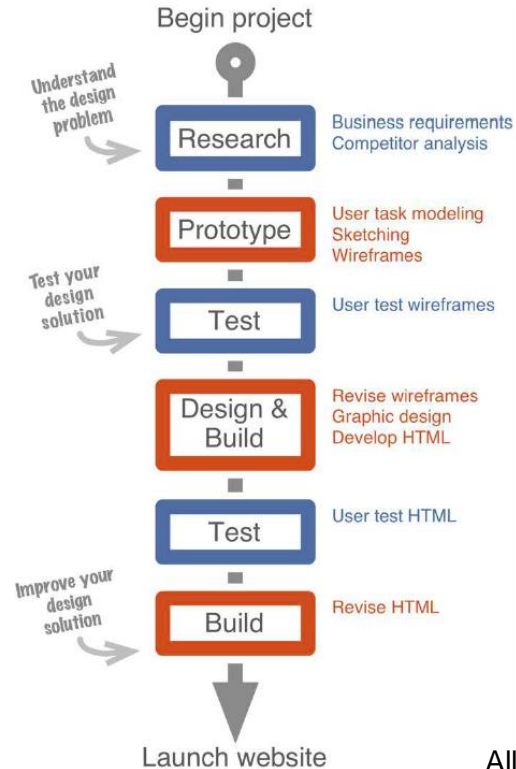 Begin project
Understand
the design
problem
Research
Business requirements
Competitor analysis
Prototype
User task modeling
Sketching
Wireframes
Test your
design
solution
Test
User test wireframes
Design &
Build
Revise wireframes
Graphic design
Develop HTML
Test
User test HTML
Improve your
design
solution
Build
Revise HTML
Launch website
All